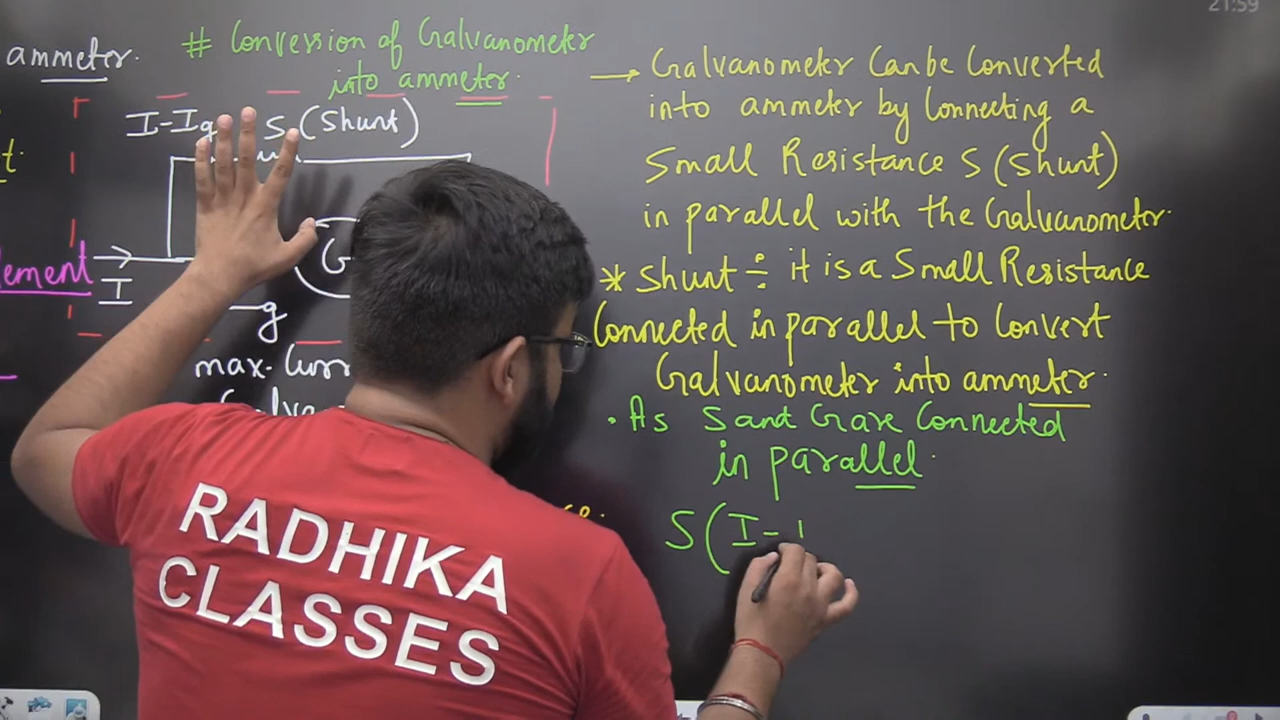 21:59
ammeter.
# Conversion of Galvanometer
into ammeter.
I-Ig S (Shunt)
t.
lement
I
G
g
max. Curr
Galva
→ Galvanometer Can be Converted
into ammeter by Connecting a
Small Resistance S (Shunt)
in parallel with the Galvanometer.
* Shunt ÷ it is a Small Resistance
Connected in parallel to Convert
Galvanometer into ammeter.
• As S and G are Connected
in parallel.
S(I-
RADHIKA
CLASSES